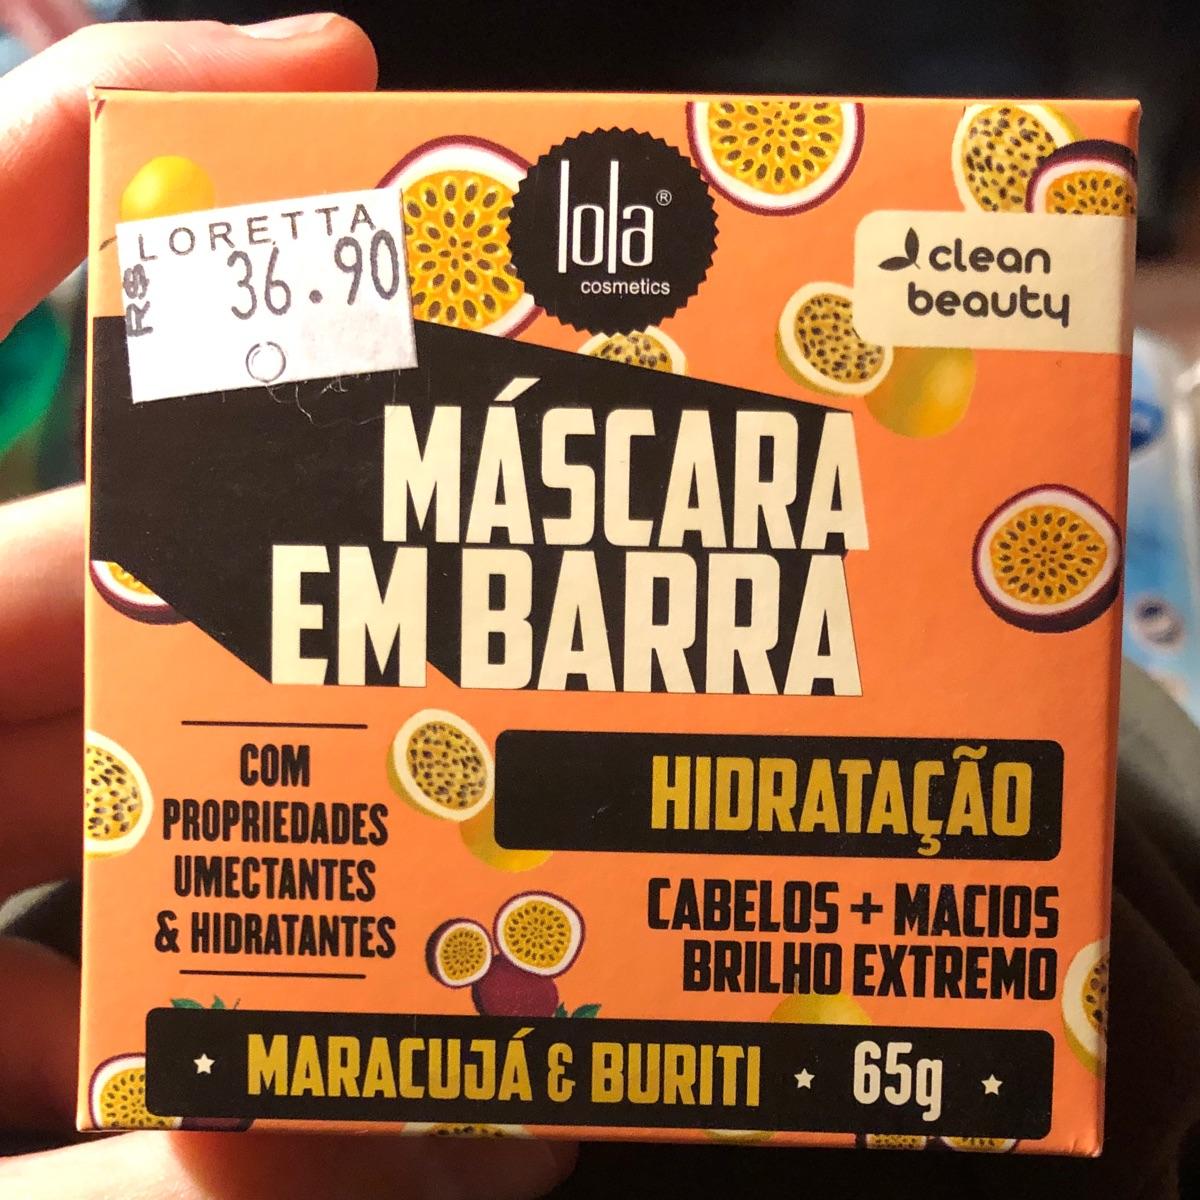 LORETTA
R$ 36.90
lola®
cosmetics
clean
beauty
MÁSCARA
EM BARRA
COM
PROPRIEDADES
UMECTANTES
& HIDRATANTES
HIDRATAÇÃO
CABELOS + MACIOS
BRILHO EXTREMO
MARACUJÁ & BURITI 65g